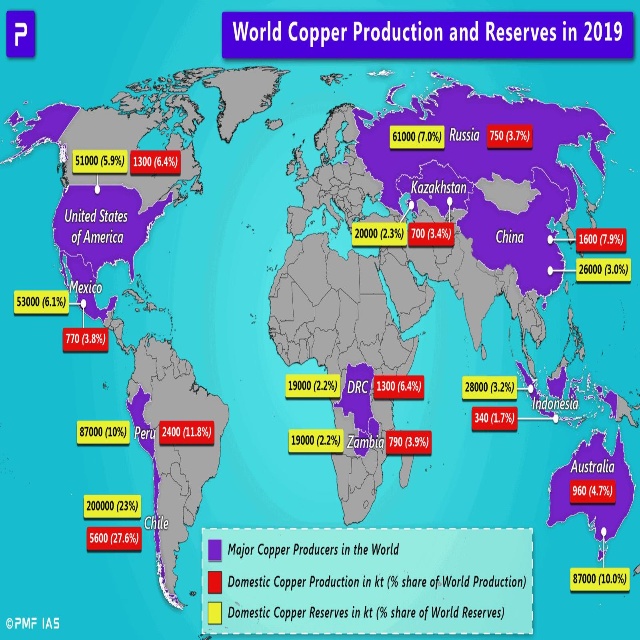 P
World Copper Production and Reserves in 2019
61000 (7.0%) Russia 750 (3.7%)
51000 (5.9%) 1300 (6.4%)
Kazakhstan
United States
of America
20000 (2.3%) 700 (3.4%)
China
1600 (7.9%)
26000 (3.0%)
Mexico
53000 (6.1%)
770 (3.8%)
19000 (2.2%) DRC 1300 (6.4%)
28000 (3.2%)
Indonesia
340 (1.7%)
87000 (10%) Peru 2400 (11.8%)
19000 (2.2%) Zambia 790 (3.9%)
Australia
960 (4.7%)
200000 (23%)
Chile
5600 (27.6%)
87000 (10.0%)
Major Copper Producers in the World
Domestic Copper Production in kt (% share of World Production)
Domestic Copper Reserves in kt (% share of World Reserves)
©PMF IAS